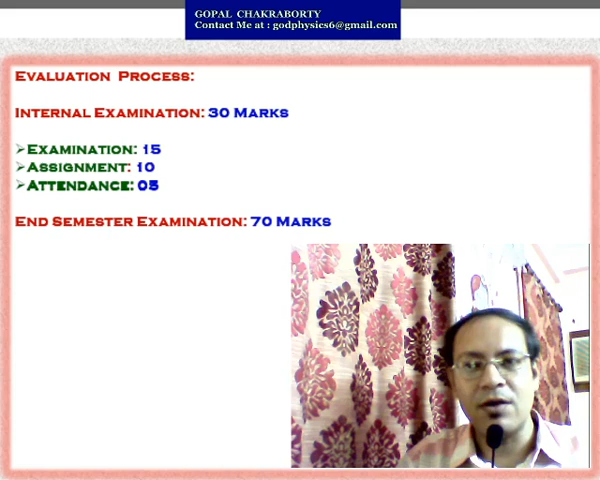 GOPAL CHAKRABORTY
Contact Me at : godphysics6@gmail.com
EVALUATION PROCESS:
INTERNAL EXAMINATION: 30 MARKS
➢EXAMINATION: 15
➢ASSIGNMENT: 10
➢ATTENDANCE: 05
END SEMESTER EXAMINATION: 70 MARKS